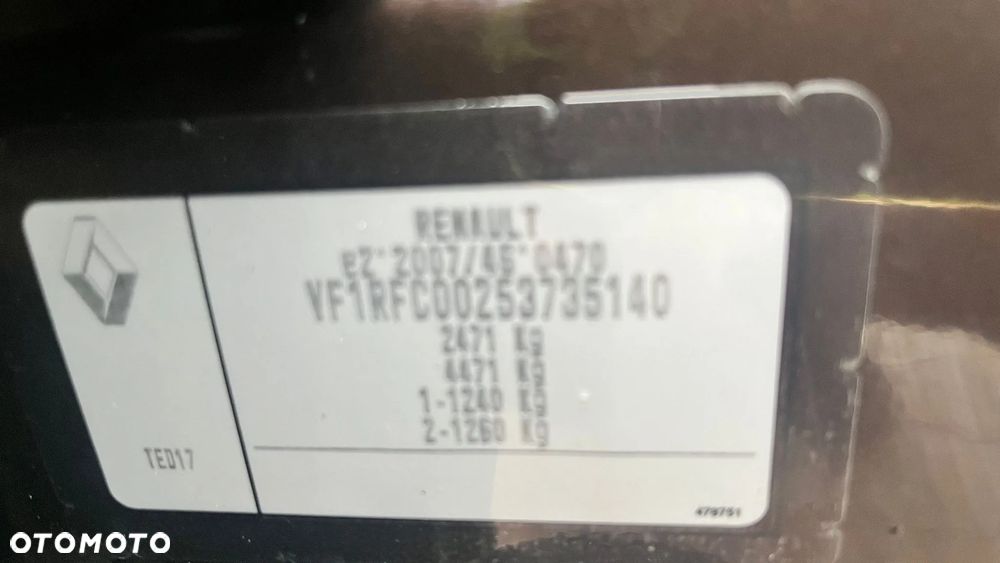 RENAULT
e2*2007/46*0470
VF1RFC00253735140
2471 Kg
4471 Kg
1-1240 Kg
2-1260 Kg
TED17
479751
OTOMOTO